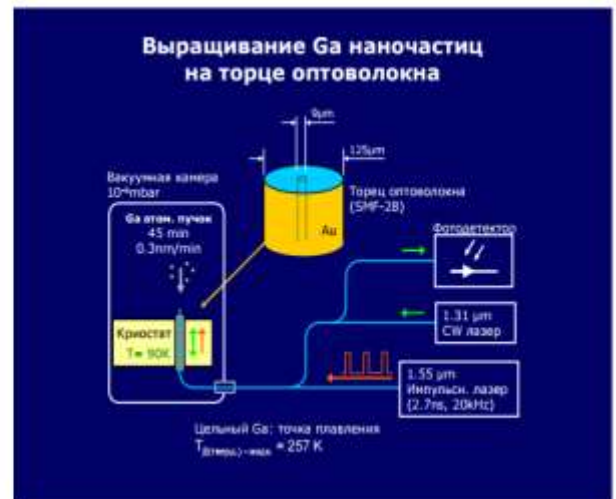 Выращивание Ga наночастиц
на торце оптоволокна
9μm
125μm
Вакуумная камера
10⁻⁶mbar
Ga атом. пучок
45 min
0.3nm/min
Торец оптоволокна
(SMF-28)
Au
Фотодетектор
Криостат
T= 90K
1.31 μm
CW лазер
1.55 μm
Импульсн. лазер
(2.7ns, 20kHz)
Цельный Ga: точка плавления
= 257 K